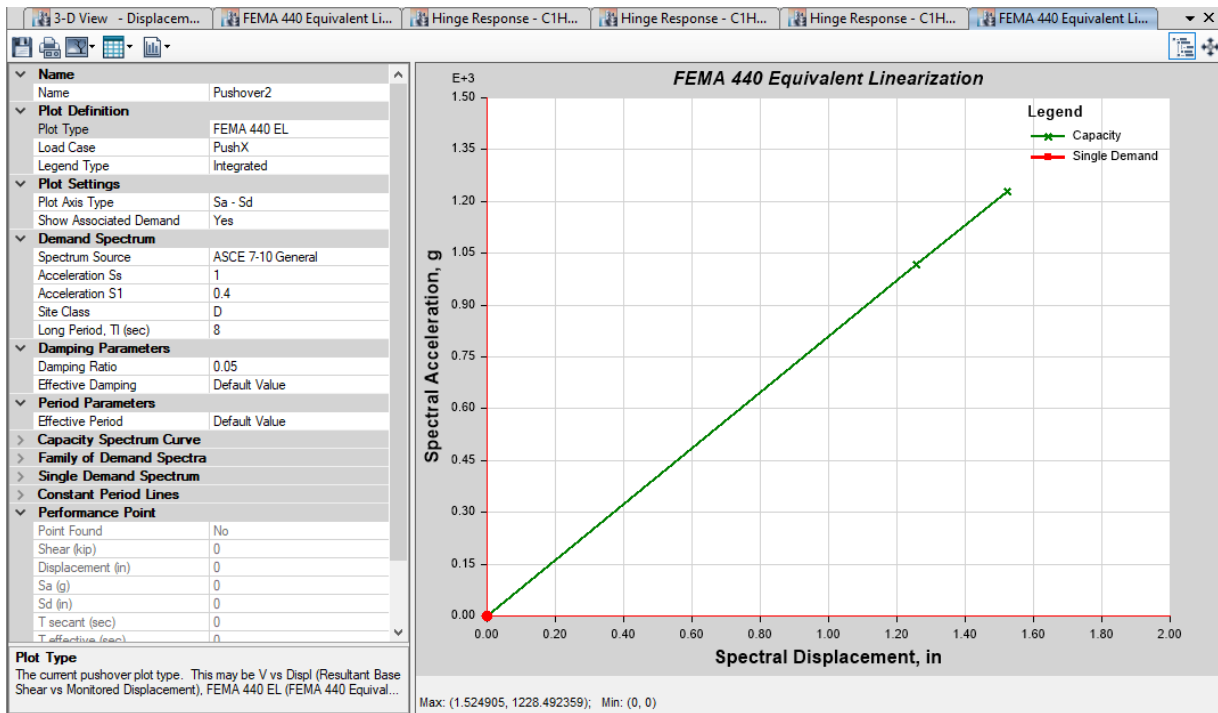 3-D View - Displacem...
FEMA 440 Equivalent Li...
Hinge Response - C1H...
Hinge Response - C1H...
Hinge Response - C1H...
FEMA 440 Equivalent Li...
Name
Name Pushover2
Plot Definition
Plot Type FEMA 440 EL
Load Case PushX
Legend Type Integrated
Plot Settings
Plot Axis Type Sa - Sd
Show Associated Demand Yes
Demand Spectrum
Spectrum Source ASCE 7-10 General
Acceleration Ss 1
Acceleration S1 0.4
Site Class D
Long Period, Tl (sec) 8
Damping Parameters
Damping Ratio 0.05
Effective Damping Default Value
Period Parameters
Effective Period Default Value
Capacity Spectrum Curve
Family of Demand Spectra
Single Demand Spectrum
Constant Period Lines
Performance Point
Point Found No
Shear (kip) 0
Displacement (in) 0
Sa (g) 0
Sd (in) 0
T secant (sec) 0
T effective (sec) 0
Plot Type
The current pushover plot type. This may be V vs Displ (Resultant Base
Shear vs Monitored Displacement), FEMA 440 EL (FEMA 440 Equival...
FEMA 440 Equivalent Linearization
E+3
1.50
1.35
1.20
1.05
0.90
0.75
0.60
0.45
0.30
0.15
0.00
Spectral Acceleration, g
Legend
Capacity
Single Demand
0.00 0.20 0.40 0.60 0.80 1.00 1.20 1.40 1.60 1.80 2.00
Spectral Displacement, in
Max: (1.524905, 1228.492359); Min: (0, 0)